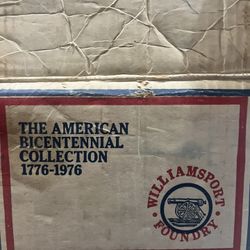 THE AMERICAN
BICENTENNIAL
COLLECTION
1776-1976
WILLIAMSPORT
FOUNDRY